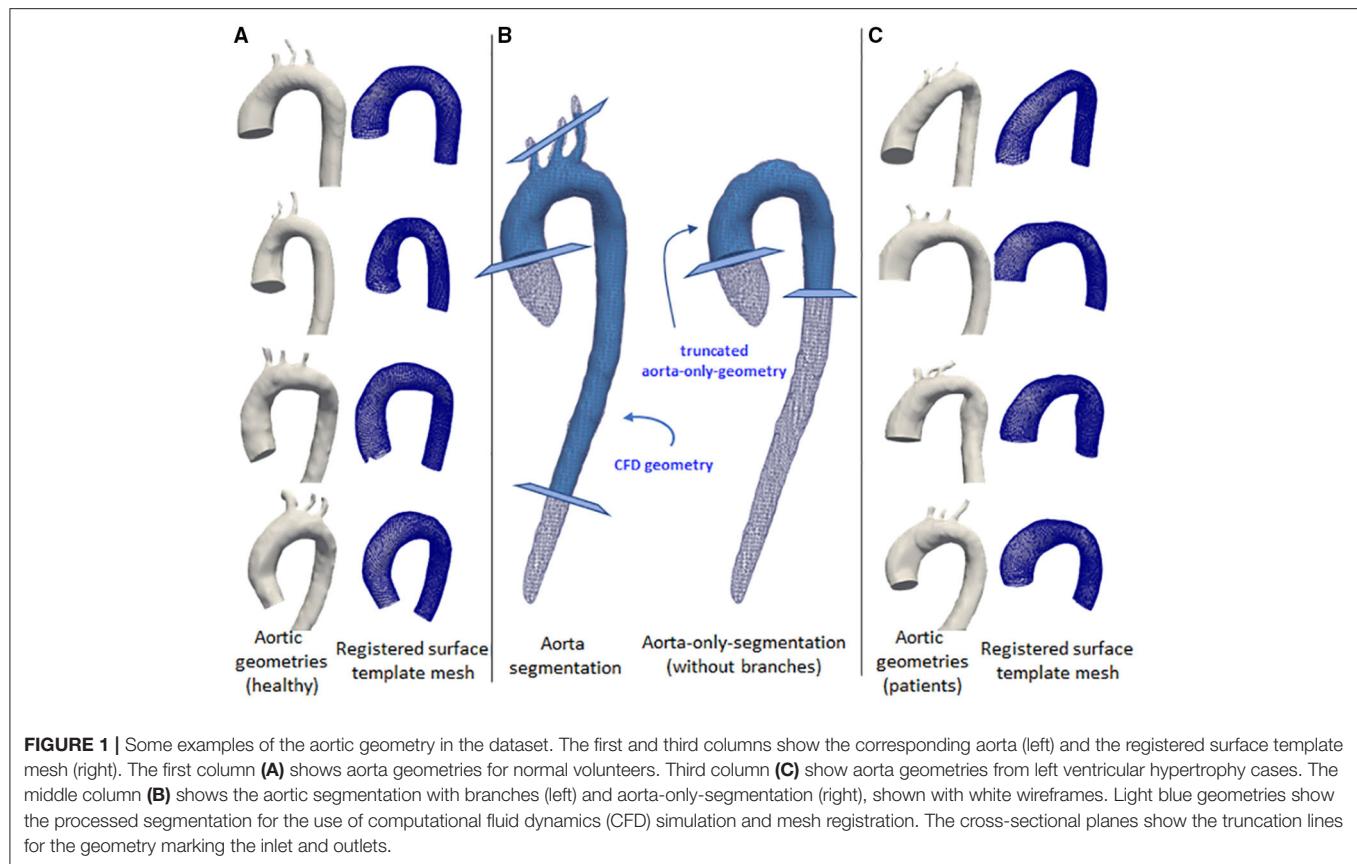 A
B
C
truncated
aorta-only-geometry
CFD geometry
Aortic
geometries
(healthy)
Registered surface
template mesh
Aorta
segmentation
Aorta-only-segmentation
(without branches)
Aortic
geometries
(patients)
Registered surface
template mesh
FIGURE 1 | Some examples of the aortic geometry in the dataset. The first and third columns show the corresponding aorta (left) and the registered surface template
mesh (right). The first column (A) shows aorta geometries for normal volunteers. Third column (C) show aorta geometries from left ventricular hypertrophy cases. The
middle column (B) shows the aortic segmentation with branches (left) and aorta-only-segmentation (right), shown with white wireframes. Light blue geometries show
the processed segmentation for the use of computational fluid dynamics (CFD) simulation and mesh registration. The cross-sectional planes show the truncation lines
for the geometry marking the inlet and outlets.